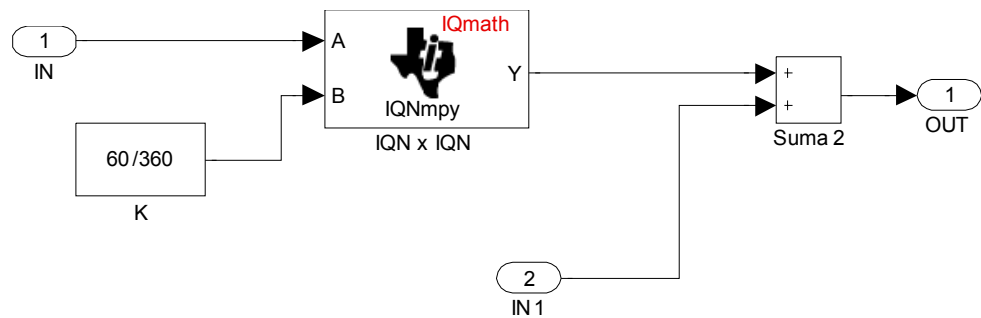 IQmath
1
IN
A
B
Y
IQNmpy
IQN x IQN
60/360
K
+
+
Suma 2
1
OUT
2
IN 1